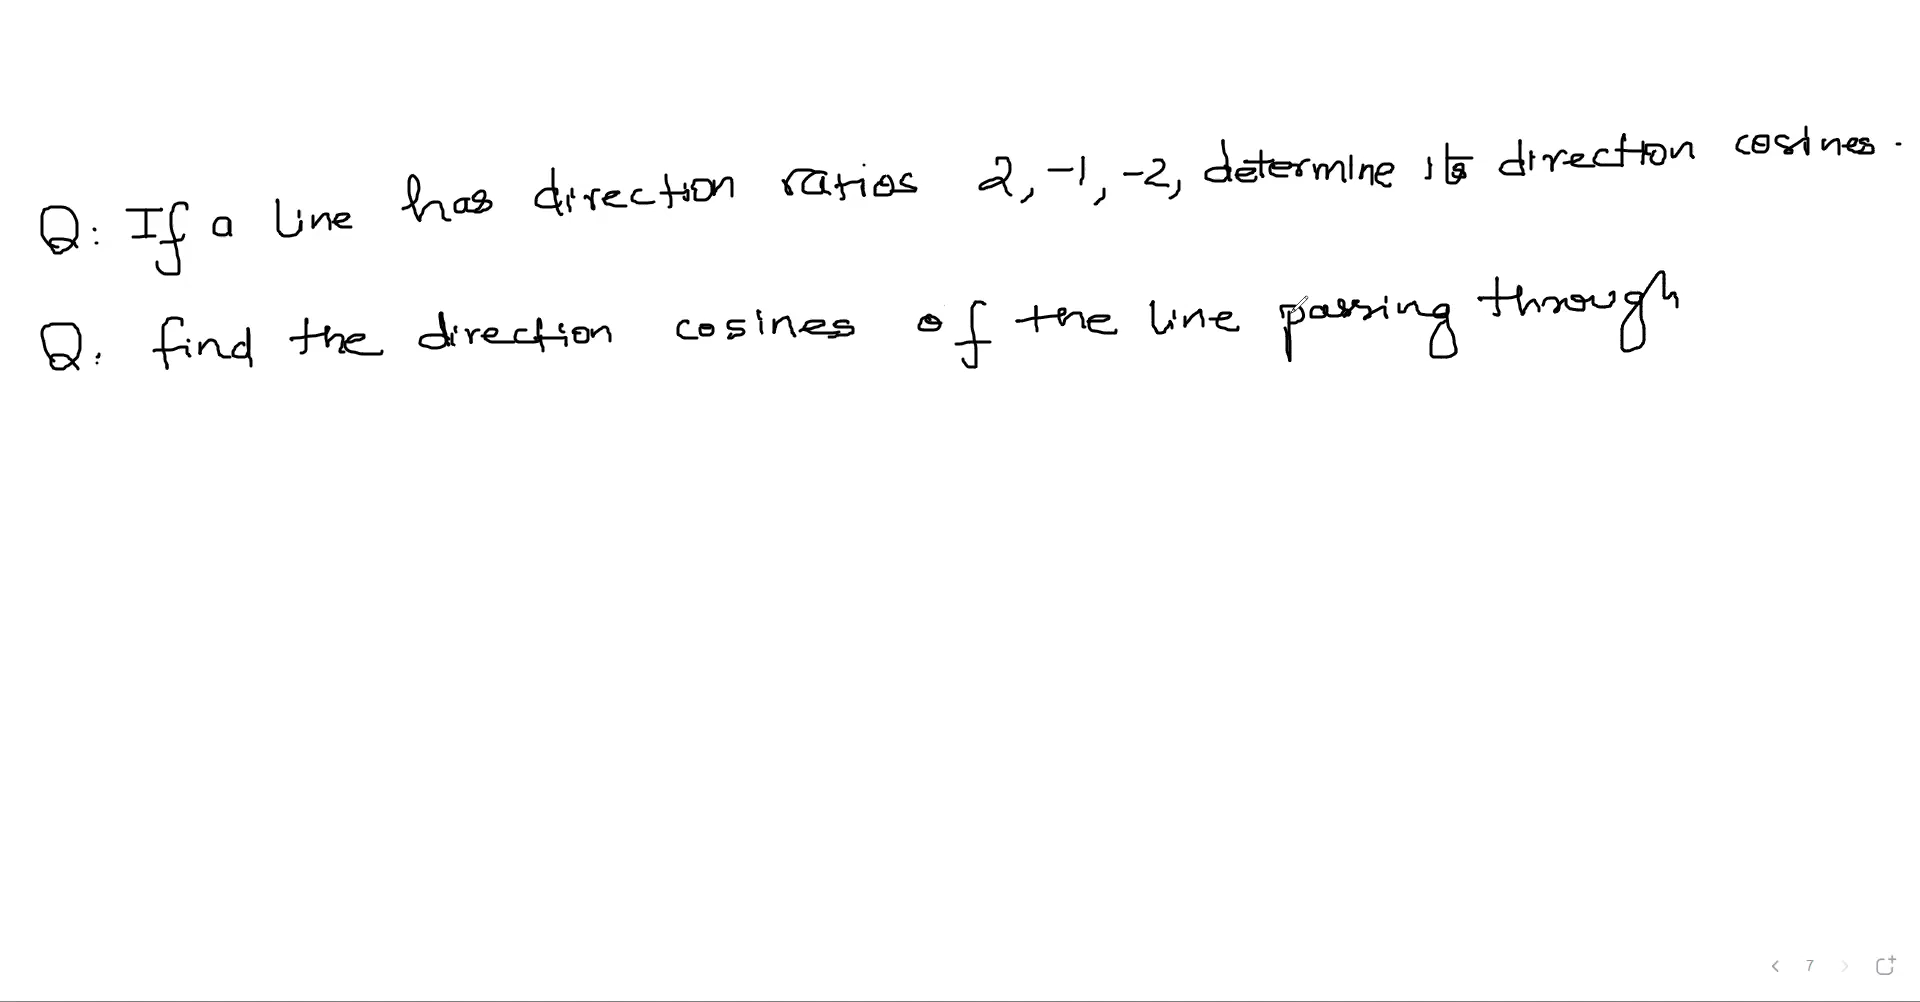 Q: If a line has direction ratios 2, -1, -2, determine its direction cosines.
Q: find the direction cosines of the line passing through
7